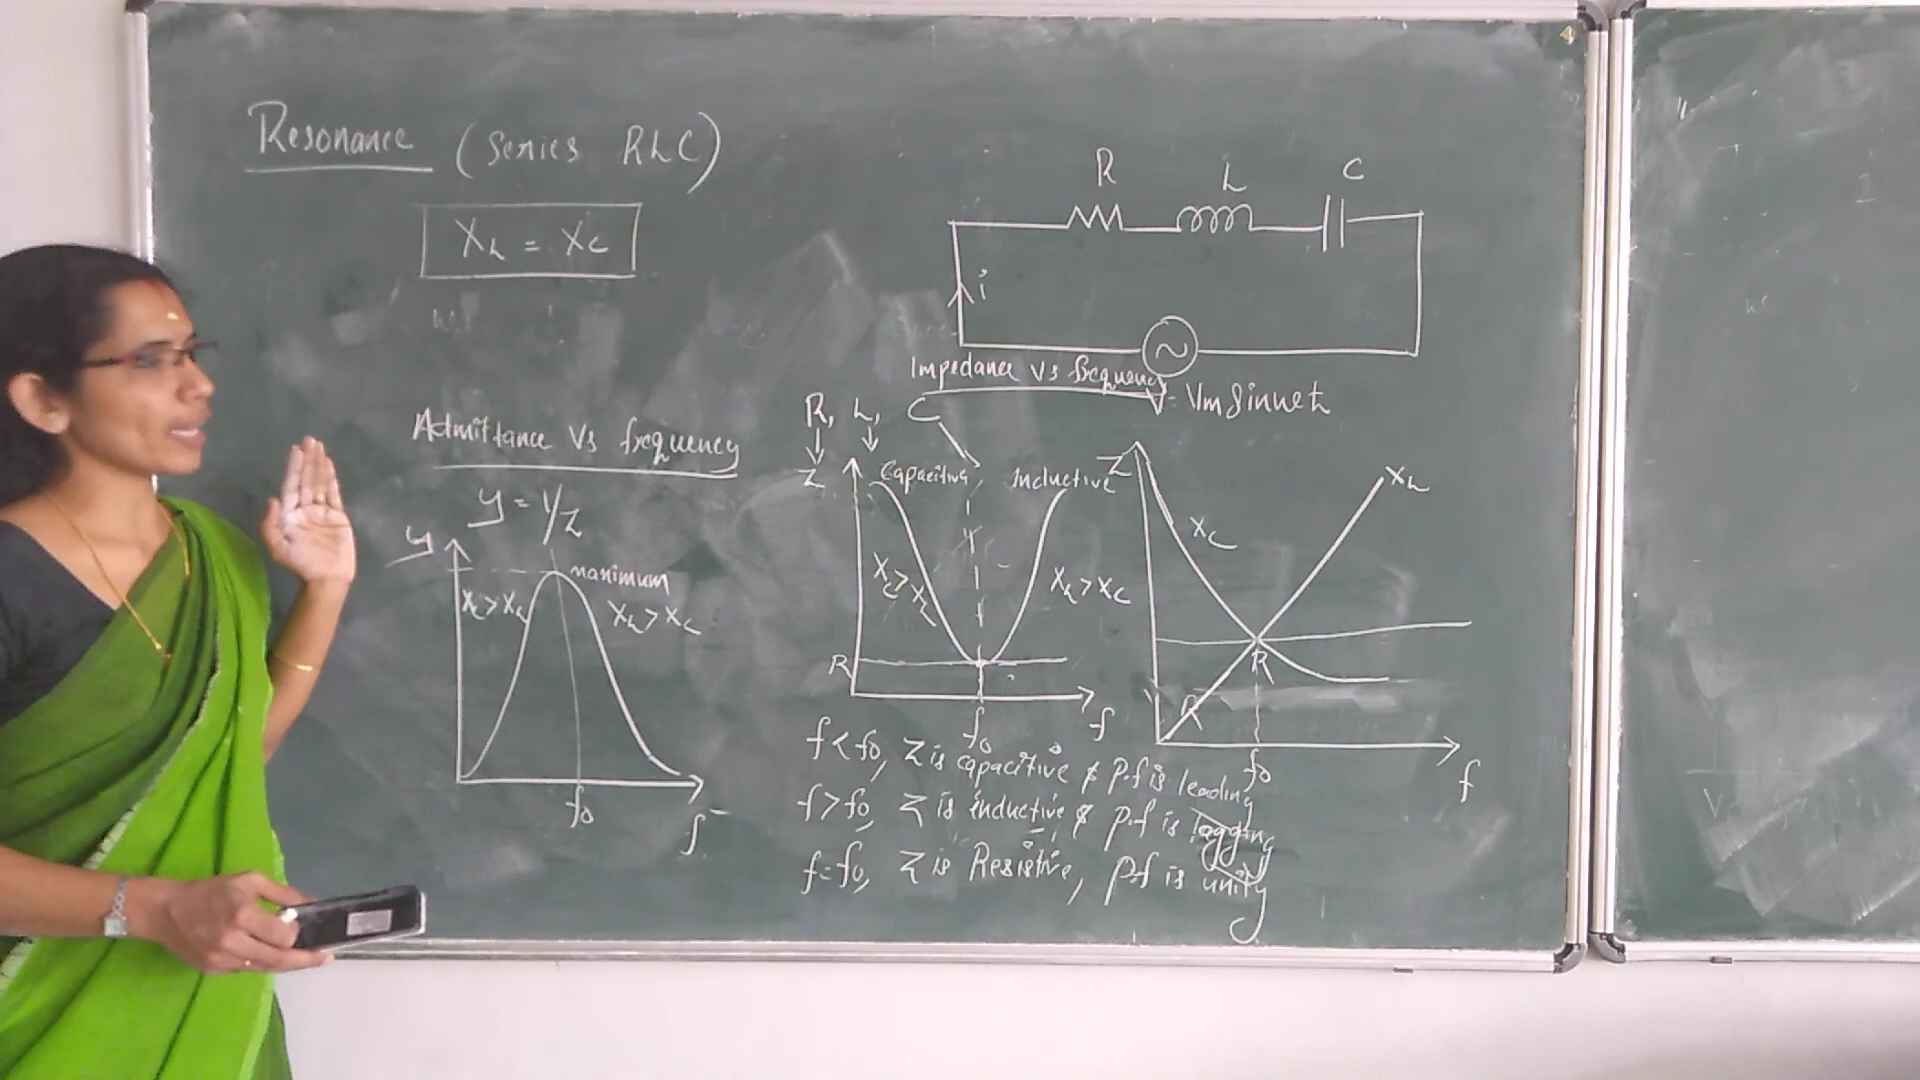 Resonance (Series RLC)
XL = XC
R L C
i
V = Vm Sin wt
Impedance Vs frequency
R, L, C
Z Capacitive Inductive
XC > XL
XL > XC
R
f0
f
Z
XC
XL
R
f0
f
Admittance Vs frequency
y = 1/Z
y
maximum
XC > XL
XL > XC
f0
f
f < f0, Z is capacitive & P.f is leading
f > f0, Z is inductive & P.f is lagging
f = f0, Z is Resistive, P.f is unity